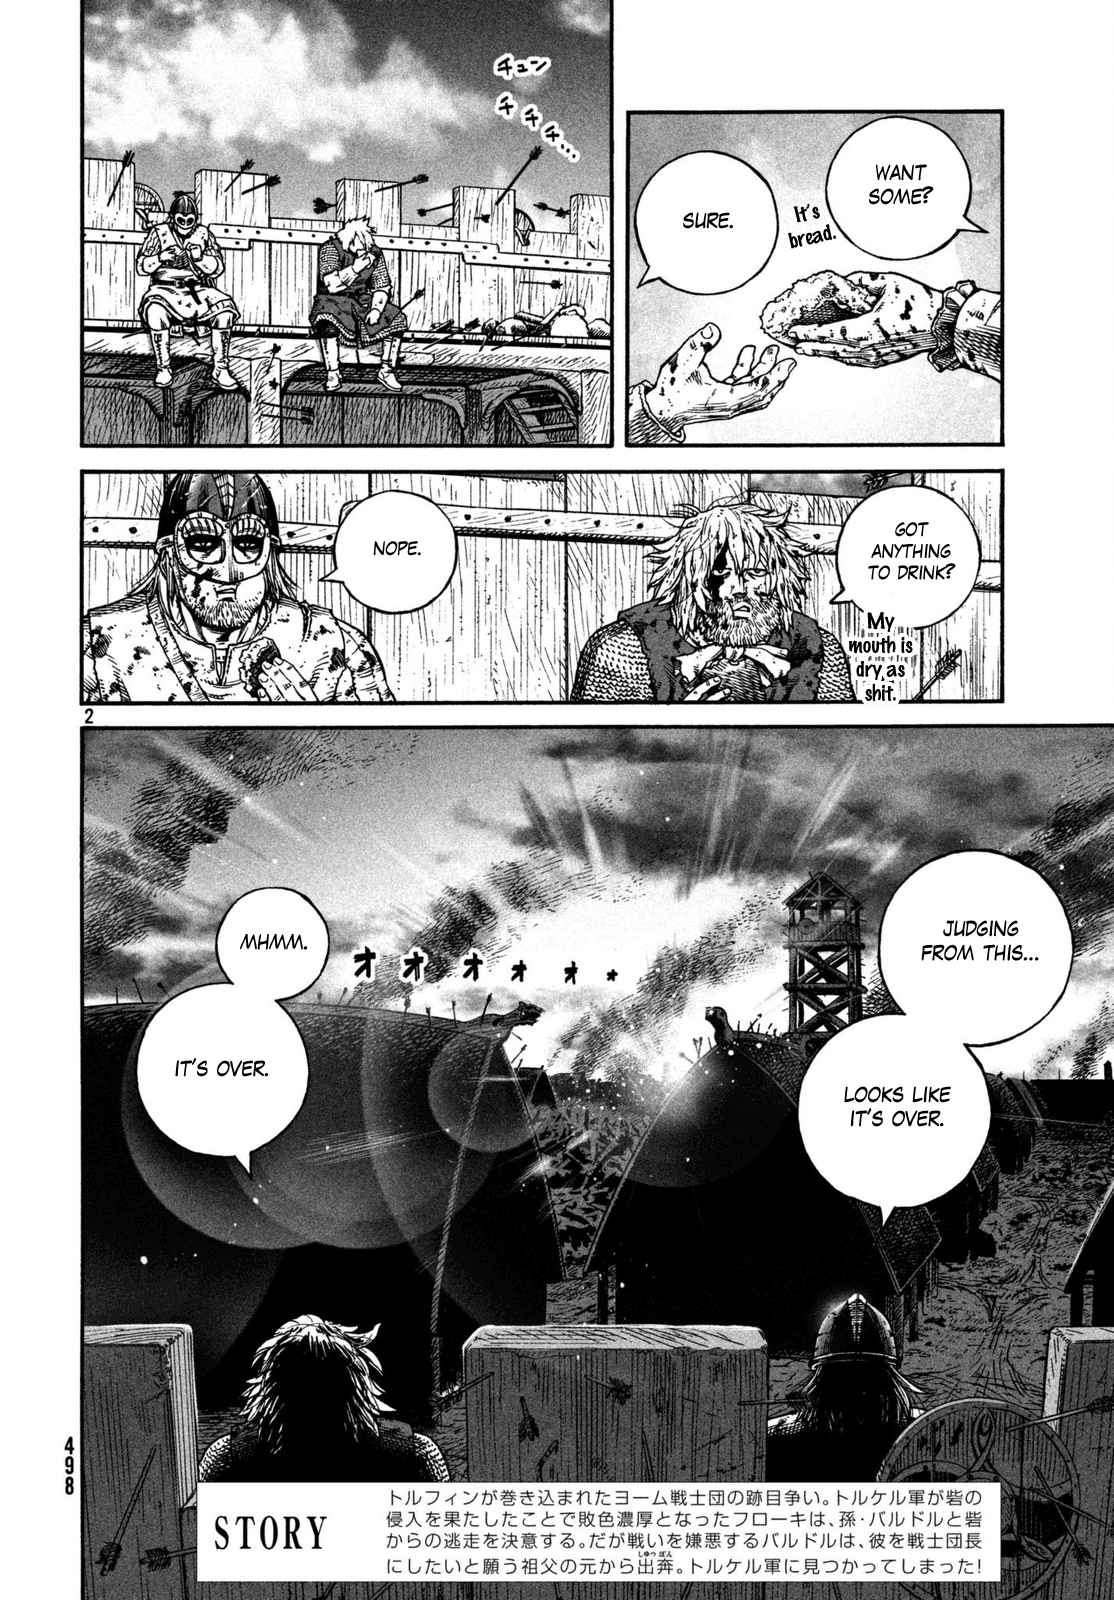 WANT
SOME?
It's
bread.
SURE.
チュン
チ チ チ...
GOT
ANYTHING
TO DRINK?
My
mouth is
dry as
shit.
NOPE.
2
JUDGING
FROM THIS...
LOOKS LIKE
IT'S OVER.
オ オ オ オ オ.
MHMM.
IT'S OVER.
498
STORY
トルフィンが巻き込まれたヨーム戦士団の跡目争い。トルケル軍が砦の
侵入を果たしたことで敗色濃厚となったフローキは、孫・バルドルと砦
からの逃走を決意する。だが戦いを嫌悪するバルドルは、彼を戦士団長
にしたいと願う祖父の元から出奔。トルケル軍に見つかってしまった!
しゅっぽん